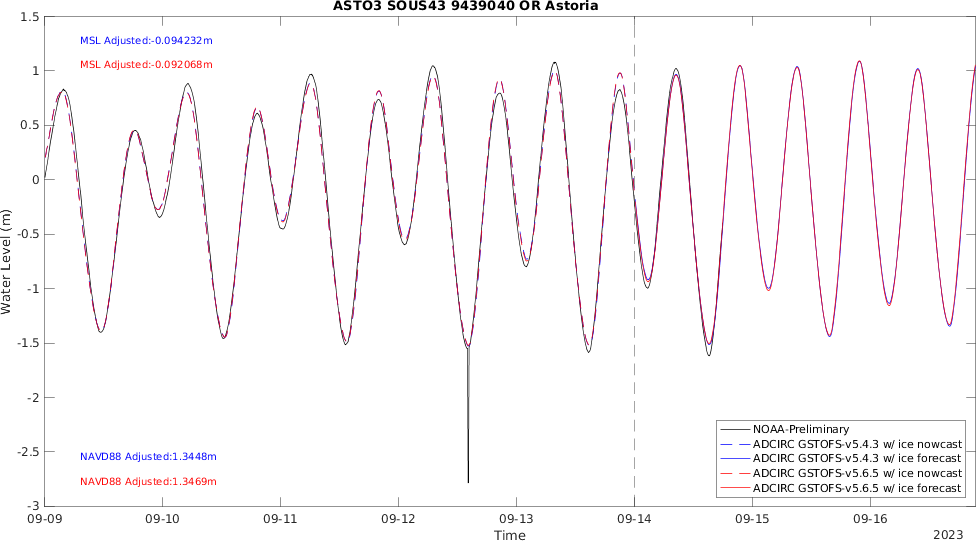 ASTO3 SOUS43 9439040 OR Astoria
MSL Adjusted:-0.094232m
MSL Adjusted:-0.092068m
1.5
1
0.5
0
-0.5
-1
-1.5
-2
-2.5
-3
Water Level (m)
NAVD88 Adjusted:1.3448m
NAVD88 Adjusted:1.3469m
NOAA-Preliminary
ADCIRC GSTOFS-v5.4.3 w/ ice nowcast
ADCIRC GSTOFS-v5.4.3 w/ ice forecast
ADCIRC GSTOFS-v5.6.5 w/ ice nowcast
ADCIRC GSTOFS-v5.6.5 w/ ice forecast
09-09 09-10 09-11 09-12 09-13 09-14 09-15 09-16
Time
2023